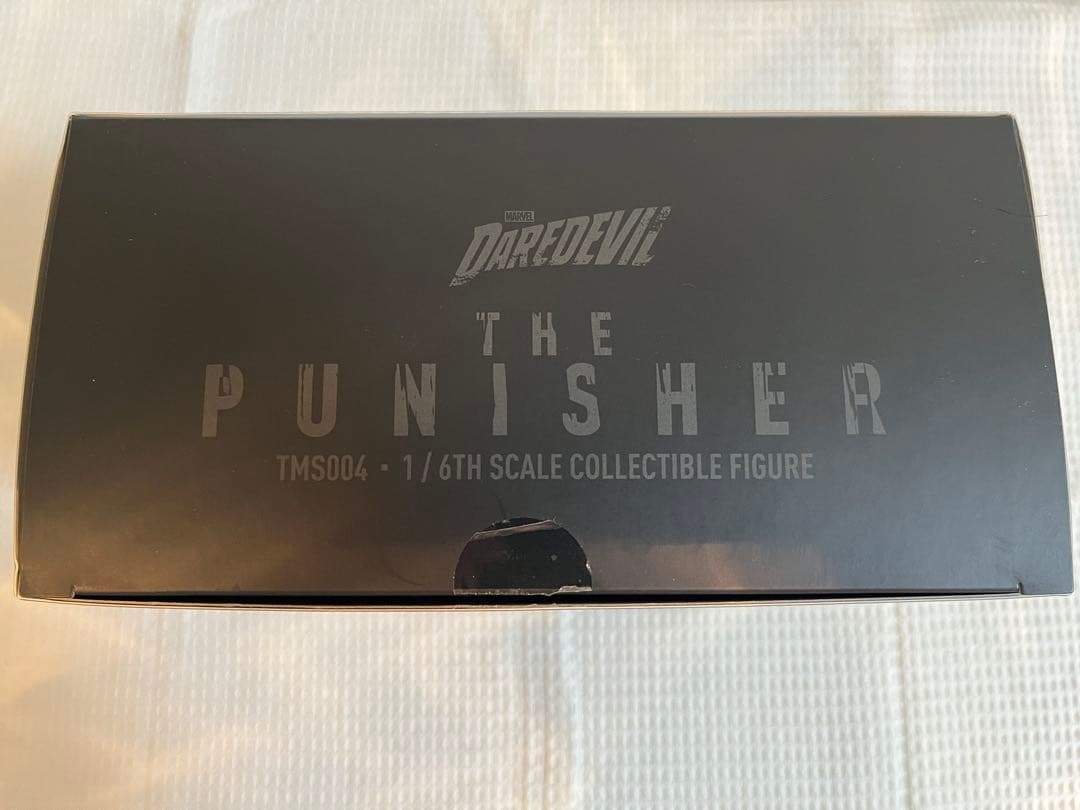 MARVEL
DAREDEVIL
THE
PUNISHER
TMS004 · 1 / 6TH SCALE COLLECTIBLE FIGURE